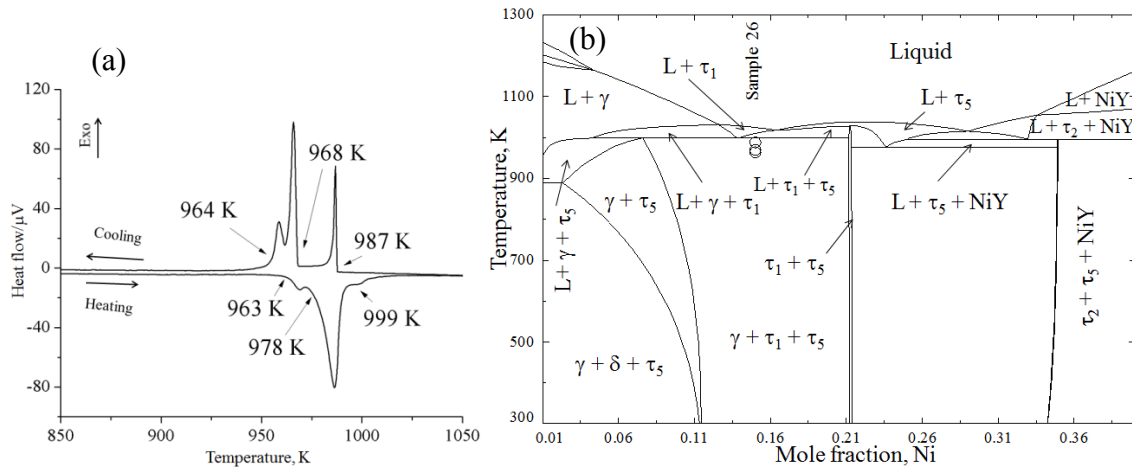 (a)
120
80
40
0
-40
-80
Heat flow/µV
Exo
968 K
964 K
987 K
Cooling
Heating
963 K
978 K
999 K
850
900
950
1000
1050
Temperature, K
(b)
1300
1100
900
700
500
300
Temperature, K
Sample 26
Liquid
L + τ₁
L + γ
L + τ₅
L+ NiY
L + τ₂ + NiY
L + τ₁ + τ₅
L + γ + τ₁
L + τ₅ + NiY
γ + τ₅
L+ γ + τ₅
τ₁ + τ₅
γ + τ₁ + τ₅
γ + δ + τ₅
τ₂ + τ₅ + NiY
0.01
0.06
0.11
0.16
0.21
0.26
0.31
0.36
Mole fraction, Ni